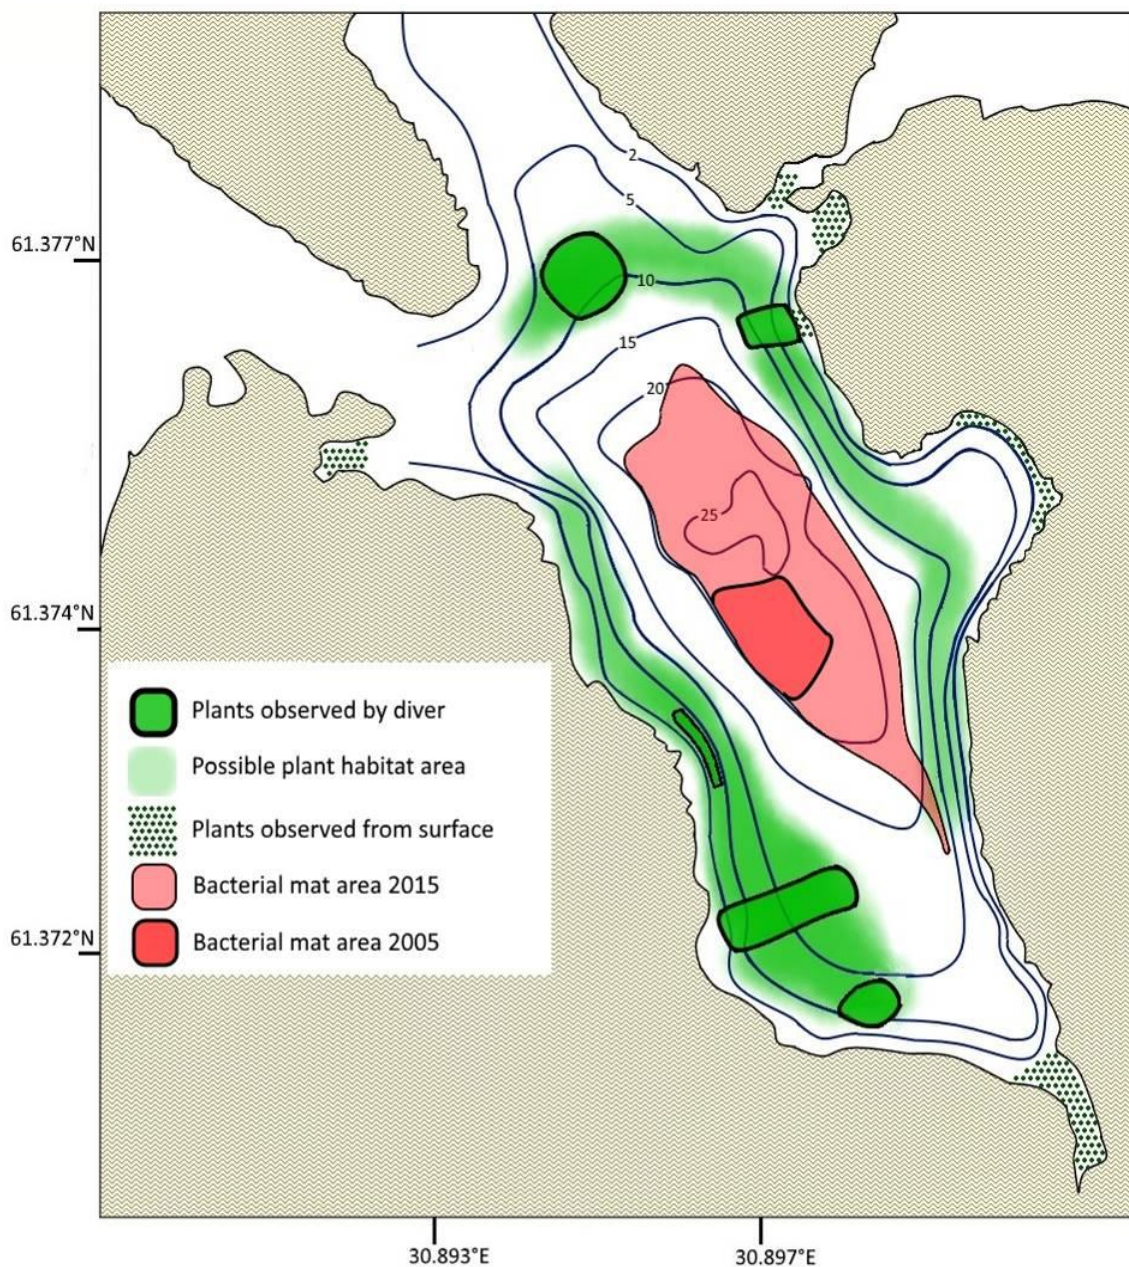 2
5
61.377°N
10
15
20
25
61.374°N
Plants observed by diver
Possible plant habitat area
Plants observed from surface
Bacterial mat area 2015
Bacterial mat area 2005
61.372°N
30.893°E
30.897°E